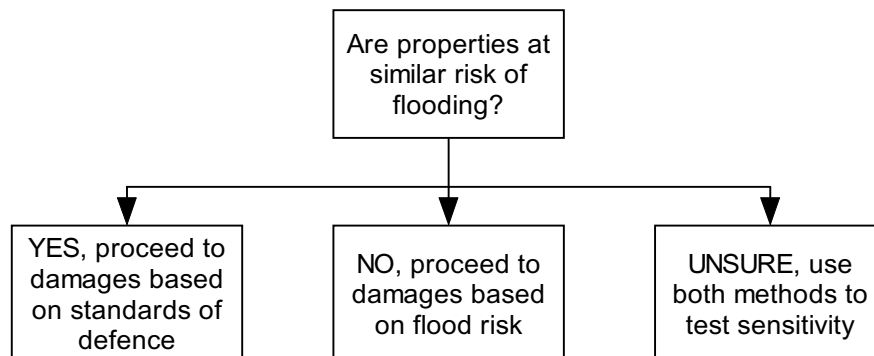 Are properties at
similar risk of
flooding?
YES, proceed to
damages based
on standards of
defence
NO, proceed to
damages based
on flood risk
UNSURE, use
both methods to
test sensitivity